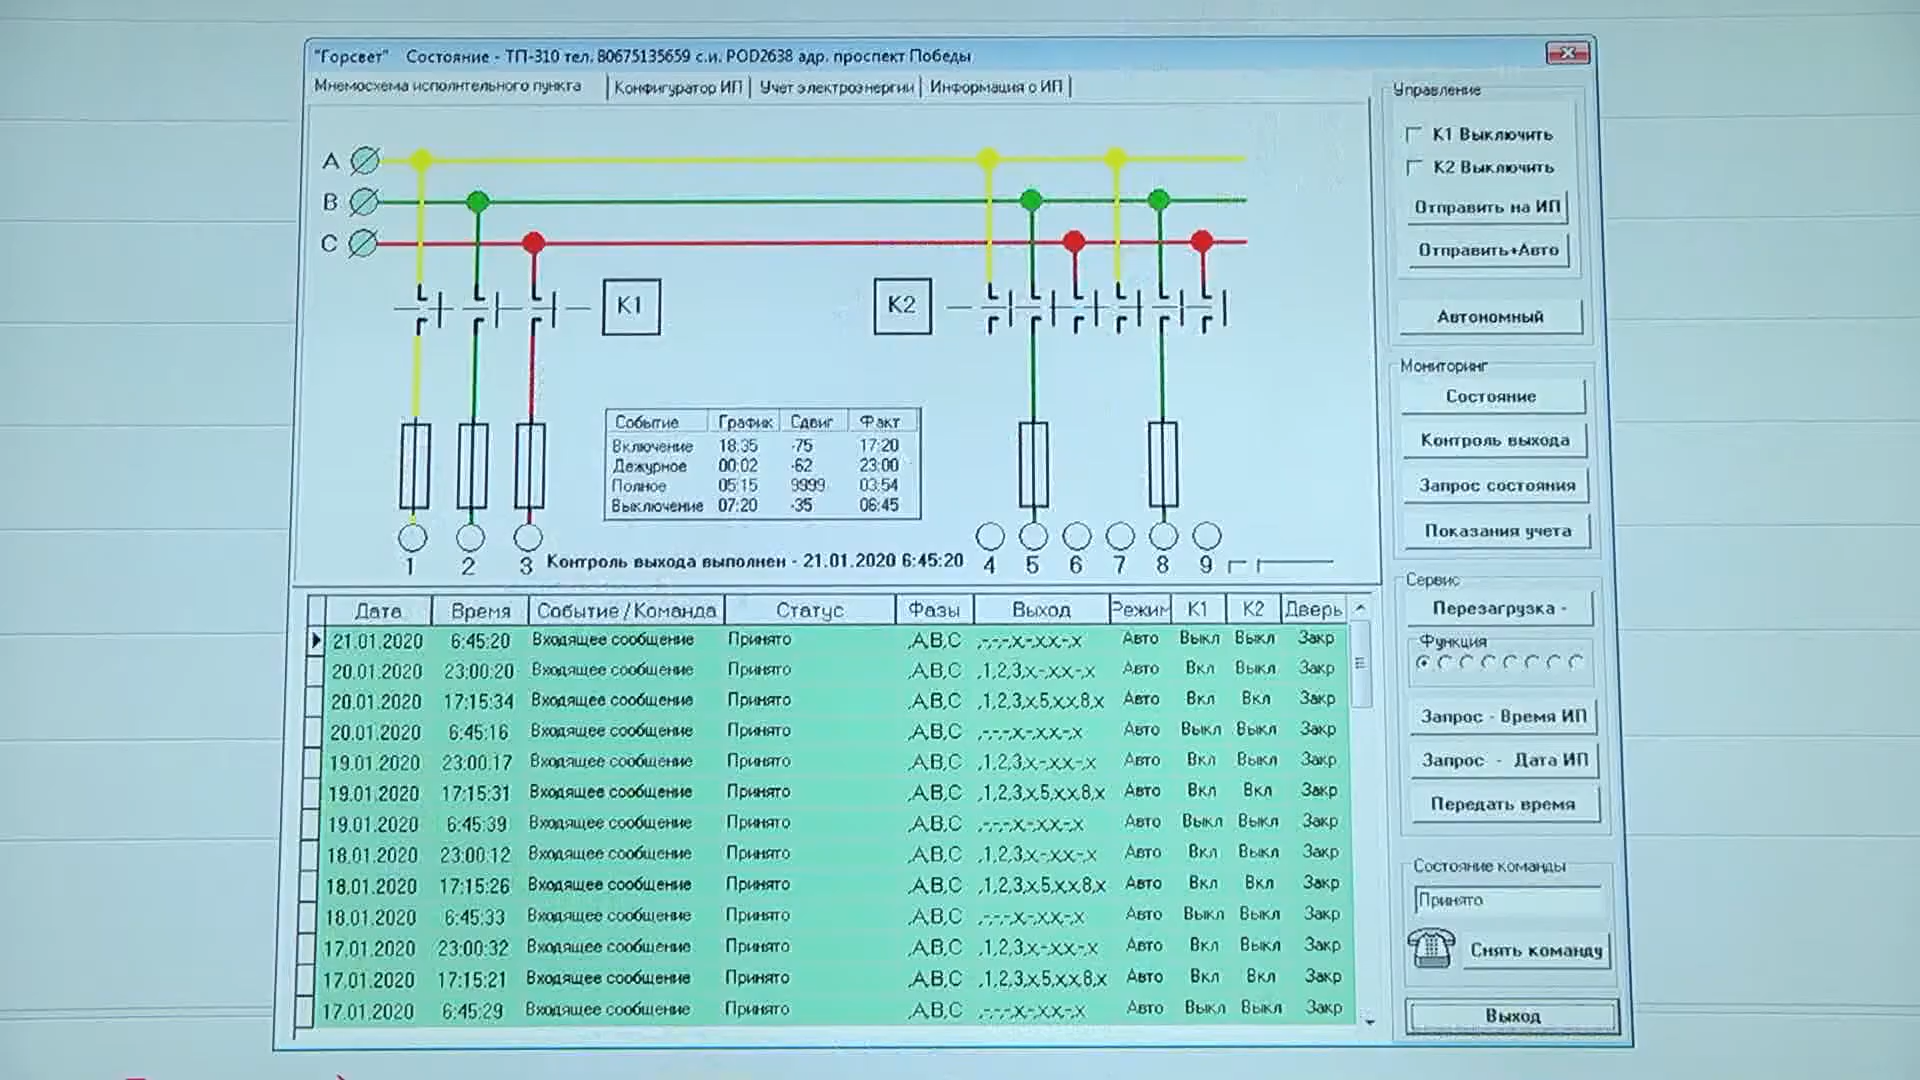 "Горсвет" Состояние - ТП-310 тел. 80675135659 с.и. POD2638 адр. проспект Победы
Мнемосхема исполнтельного пункта Конфигуратор ИП Учет электроэнергии Информация о ИП
A
B
C
K1
K2
Событие График Сдвиг Факт
Включение 18:35 -75 17:20
Дежурное 00:02 -62 23:00
Полное 05:15 9999 03:54
Выключение 07:20 -35 06:45
1 2 3 Контроль выхода выполнен - 21.01.2020 6:45:20 4 5 6 7 8 9
Дата Время Событие/Команда Статус Фазы Выход Режим К1 К2 Дверь
21.01.2020 6:45:20 Входящее сообщение Принято ,A,B,C ,-,-,-,x-,xx-,x Авто Выкл Выкл Закр
20.01.2020 23:00:20 Входящее сообщение Принято ,A,B,C ,1,2,3,x-,xx-,x Авто Вкл Выкл Закр
20.01.2020 17:15:34 Входящее сообщение Принято ,A,B,C ,1,2,3,x,5,x,x,8,x Авто Вкл Вкл Закр
20.01.2020 6:45:16 Входящее сообщение Принято ,A,B,C ,-,-,-,x-,xx-,x Авто Выкл Выкл Закр
19.01.2020 23:00:17 Входящее сообщение Принято ,A,B,C ,1,2,3,x-,xx-,x Авто Вкл Выкл Закр
19.01.2020 17:15:31 Входящее сообщение Принято ,A,B,C ,1,2,3,x,5,x,x,8,x Авто Вкл Вкл Закр
19.01.2020 6:45:39 Входящее сообщение Принято ,A,B,C ,-,-,-,x-,xx-,x Авто Выкл Выкл Закр
18.01.2020 23:00:12 Входящее сообщение Принято ,A,B,C ,1,2,3,x-,xx-,x Авто Вкл Выкл Закр
18.01.2020 17:15:26 Входящее сообщение Принято ,A,B,C ,1,2,3,x,5,x,x,8,x Авто Вкл Вкл Закр
18.01.2020 6:45:33 Входящее сообщение Принято ,A,B,C ,-,-,-,x-,xx-,x Авто Выкл Выкл Закр
17.01.2020 23:00:32 Входящее сообщение Принято ,A,B,C ,1,2,3,x-,xx-,x Авто Вкл Выкл Закр
17.01.2020 17:15:21 Входящее сообщение Принято ,A,B,C ,1,2,3,x,5,x,x,8,x Авто Вкл Вкл Закр
17.01.2020 6:45:29 Входящее сообщение Принято ,A,B,C ,-,-,-,x-,xx-,x Авто Выкл Выкл Закр
Управление
К1 Выключить
К2 Выключить
Отправить на ИП
Отправить+Авто
Автономный
Мониторинг
Состояние
Контроль выхода
Запрос состояния
Показания учета
Сервис
Перезагрузка -
Функция
Запрос - Время ИП
Запрос - Дата ИП
Передать время
Состояние команды
Принято
Снять команду
Выход